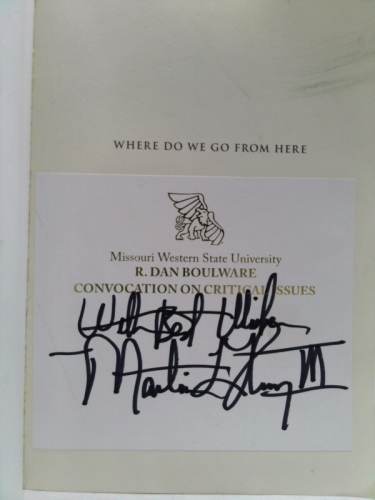 WHERE DO WE GO FROM HERE
Missouri Western State University
R. DAN BOULWARE
CONVOCATION ON CRITICAL ISSUES
With Best Wishes
Martin L King III